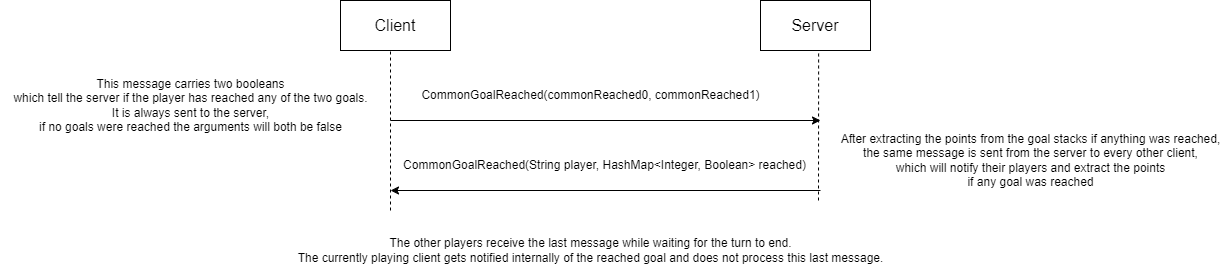 Client
Server
This message carries two booleans
which tell the server if the player has reached any of the two goals.
It is always sent to the server,
if no goals were reached the arguments will both be false
CommonGoalReached(commonReached0, commonReached1)
After extracting the points from the goal stacks if anything was reached,
the same message is sent from the server to every other client,
which will notify their players and extract the points
if any goal was reached
CommonGoalReached(String player, HashMap<Integer, Boolean> reached)
The other players receive the last message while waiting for the turn to end.
The currently playing client gets notified internally of the reached goal and does not process this last message.